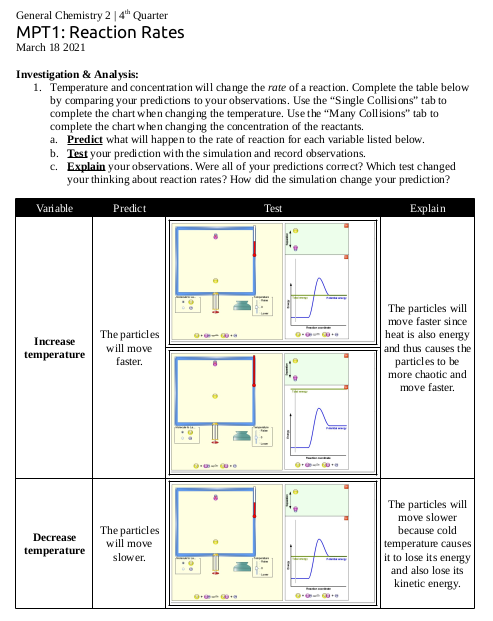 General Chemistry 2 | 4th Quarter
MPT1: Reaction Rates
March 18 2021
Investigation & Analysis:
1. Temperature and concentration will change the rate of a reaction. Complete the table below
by comparing your predictions to your observations. Use the “Single Collisions” tab to
complete the chart when changing the temperature. Use the “Many Collisions” tab to
complete the chart when changing the concentration of the reactants.
a. Predict what will happen to the rate of reaction for each variable listed below.
b. Test your prediction with the simulation and record observations.
c. Explain your observations. Were all of your predictions correct? Which test changed
your thinking about reaction rates? How did the simulation change your prediction?
Variable Predict Test Explain
Increase
temperature
The particles
will move
faster.
The particles will
move faster since
heat is also energy
and thus causes the
particles to be
more chaotic and
move faster.
Decrease
temperature
The particles
will move
slower.
The particles will
move slower
because cold
temperature causes
it to lose its energy
and also lose its
kinetic energy.